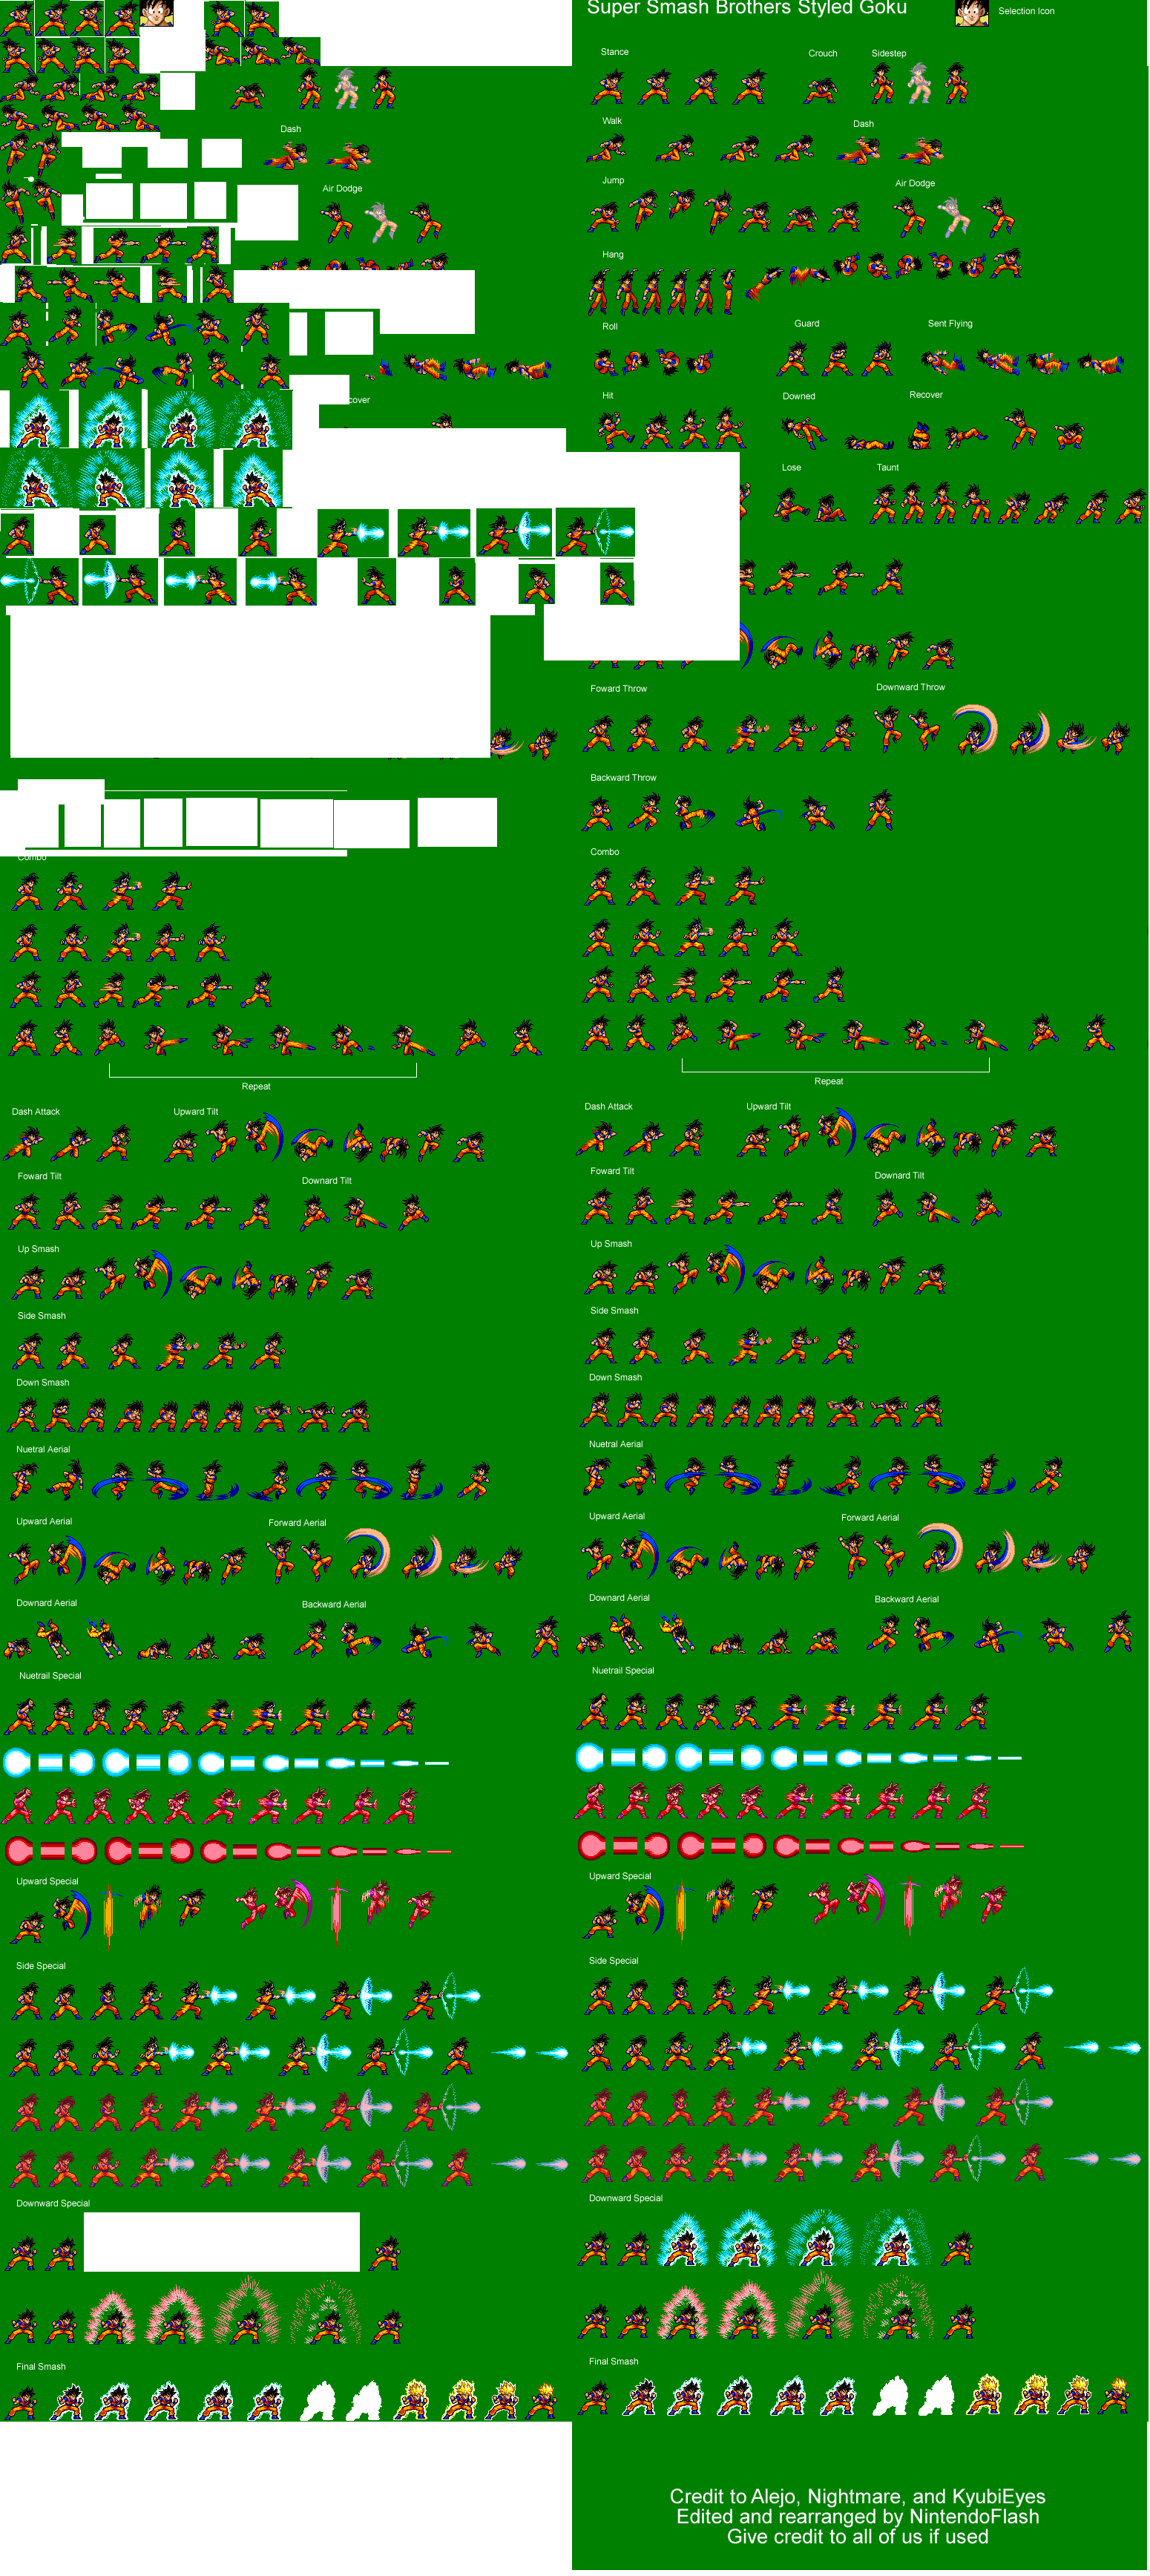 Super Smash Brothers Styled Goku
Selection Icon
Stance
Crouch
Sidestep
Walk
Dash
Dash
Jump
Air Dodge
Air Dodge
Hang
Roll
Guard
Sent Flying
Hit
Downed
Recover
cover
Lose
Taunt
Foward Throw
Downward Throw
Backward Throw
Combo
Combo
Repeat
Repeat
Dash Attack
Upward Tilt
Dash Attack
Upward Tilt
Foward Tilt
Downard Tilt
Foward Tilt
Downard Tilt
Up Smash
Up Smash
Side Smash
Side Smash
Down Smash
Down Smash
Nuetral Aerial
Nuetral Aerial
Upward Aerial
Forward Aerial
Upward Aerial
Forward Aerial
Downard Aerial
Backward Aerial
Downard Aerial
Backward Aerial
Nuetrail Special
Nuetrail Special
Upward Special
Upward Special
Side Special
Side Special
Downward Special
Downward Special
Final Smash
Final Smash
Credit to Alejo, Nightmare, and KyubiEyes
Edited and rearranged by NintendoFlash
Give credit to all of us if used